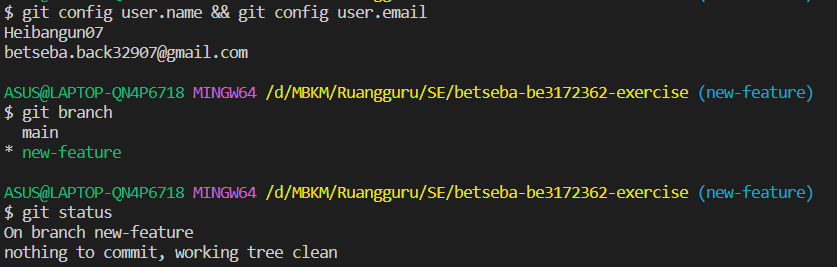 $ git config user.name && git config user.email
Heibangun07
betseba.back32907@gmail.com
ASUS@LAPTOP-QN4P6718 MINGW64 /d/MBKM/Ruangguru/SE/betseba-be3172362-exercise (new-feature)
$ git branch
  main
* new-feature
ASUS@LAPTOP-QN4P6718 MINGW64 /d/MBKM/Ruangguru/SE/betseba-be3172362-exercise (new-feature)
$ git status
On branch new-feature
nothing to commit, working tree clean